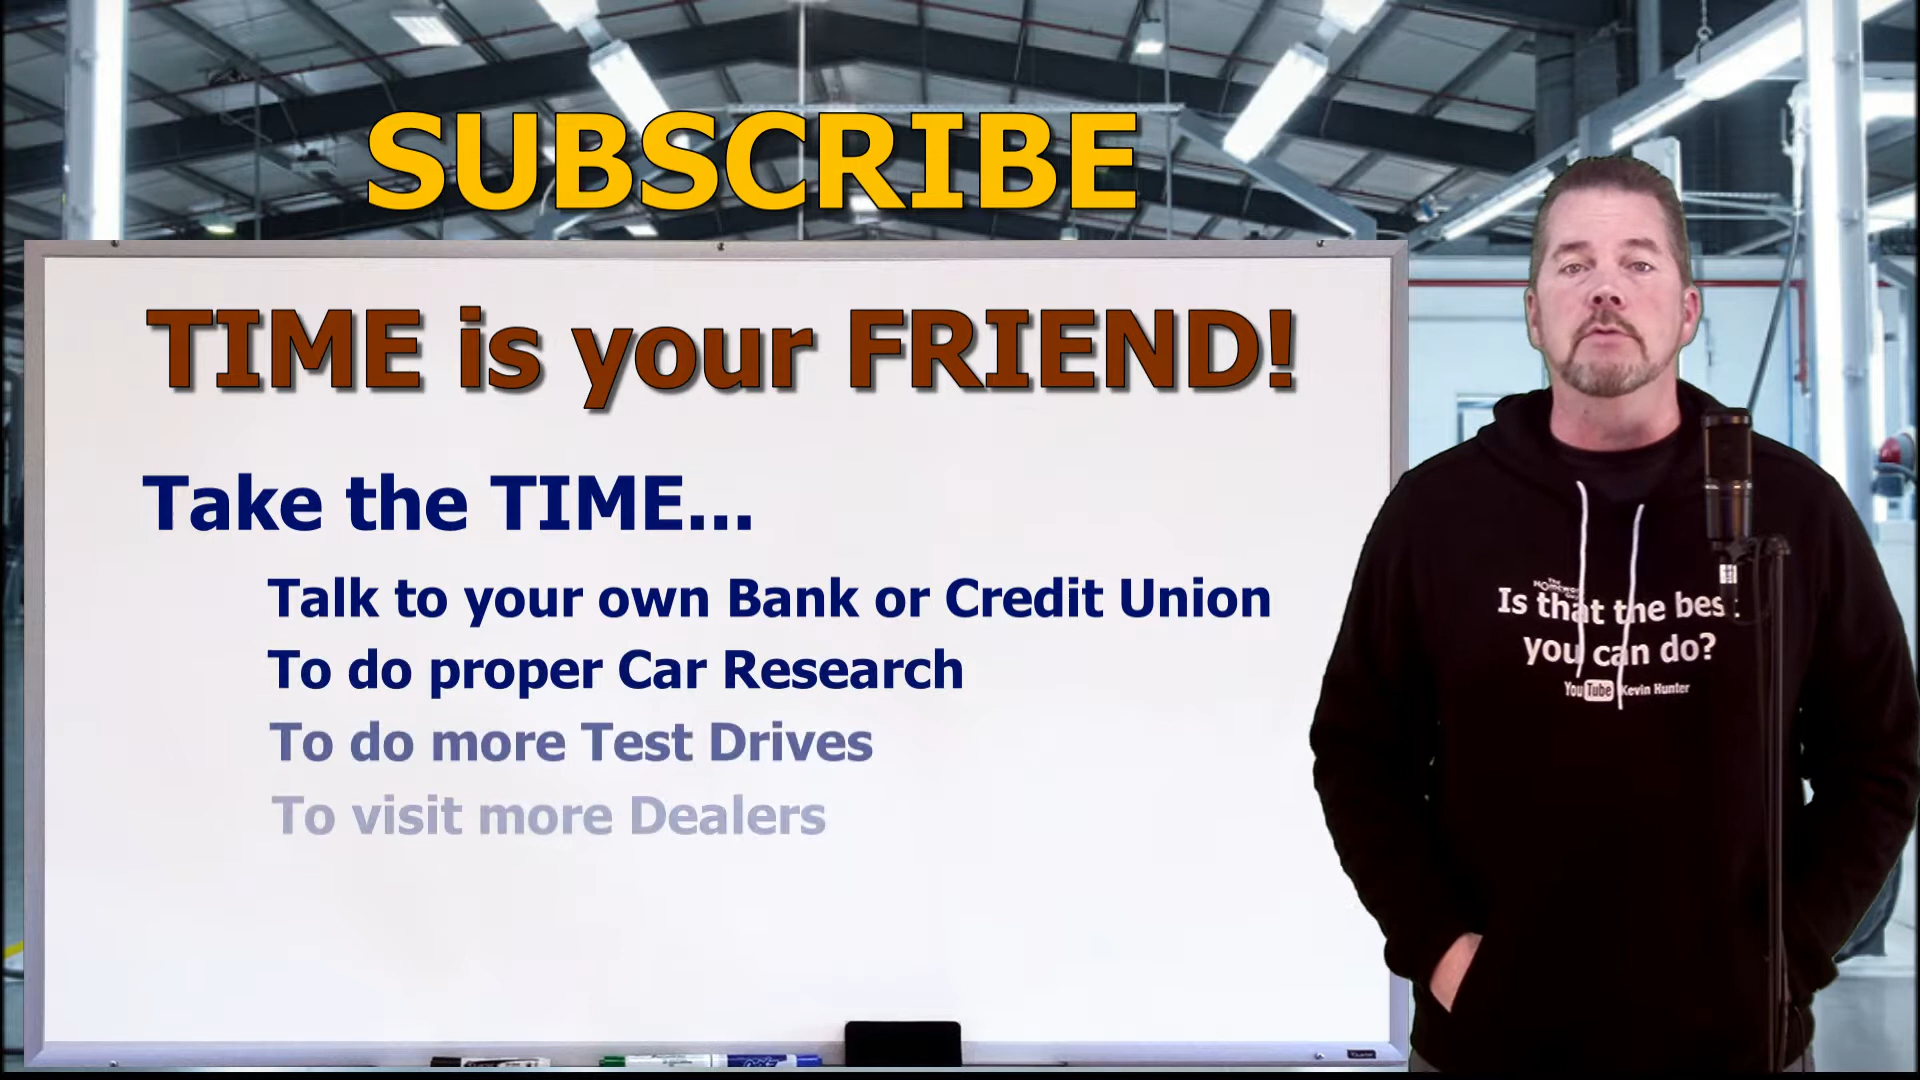 SUBSCRIBE
TIME is your FRIEND!
Take the TIME...
Talk to your own Bank or Credit Union
To do proper Car Research
To do more Test Drives
To visit more Dealers
Is that the best
you can do?
YouTube Kevin Hunter